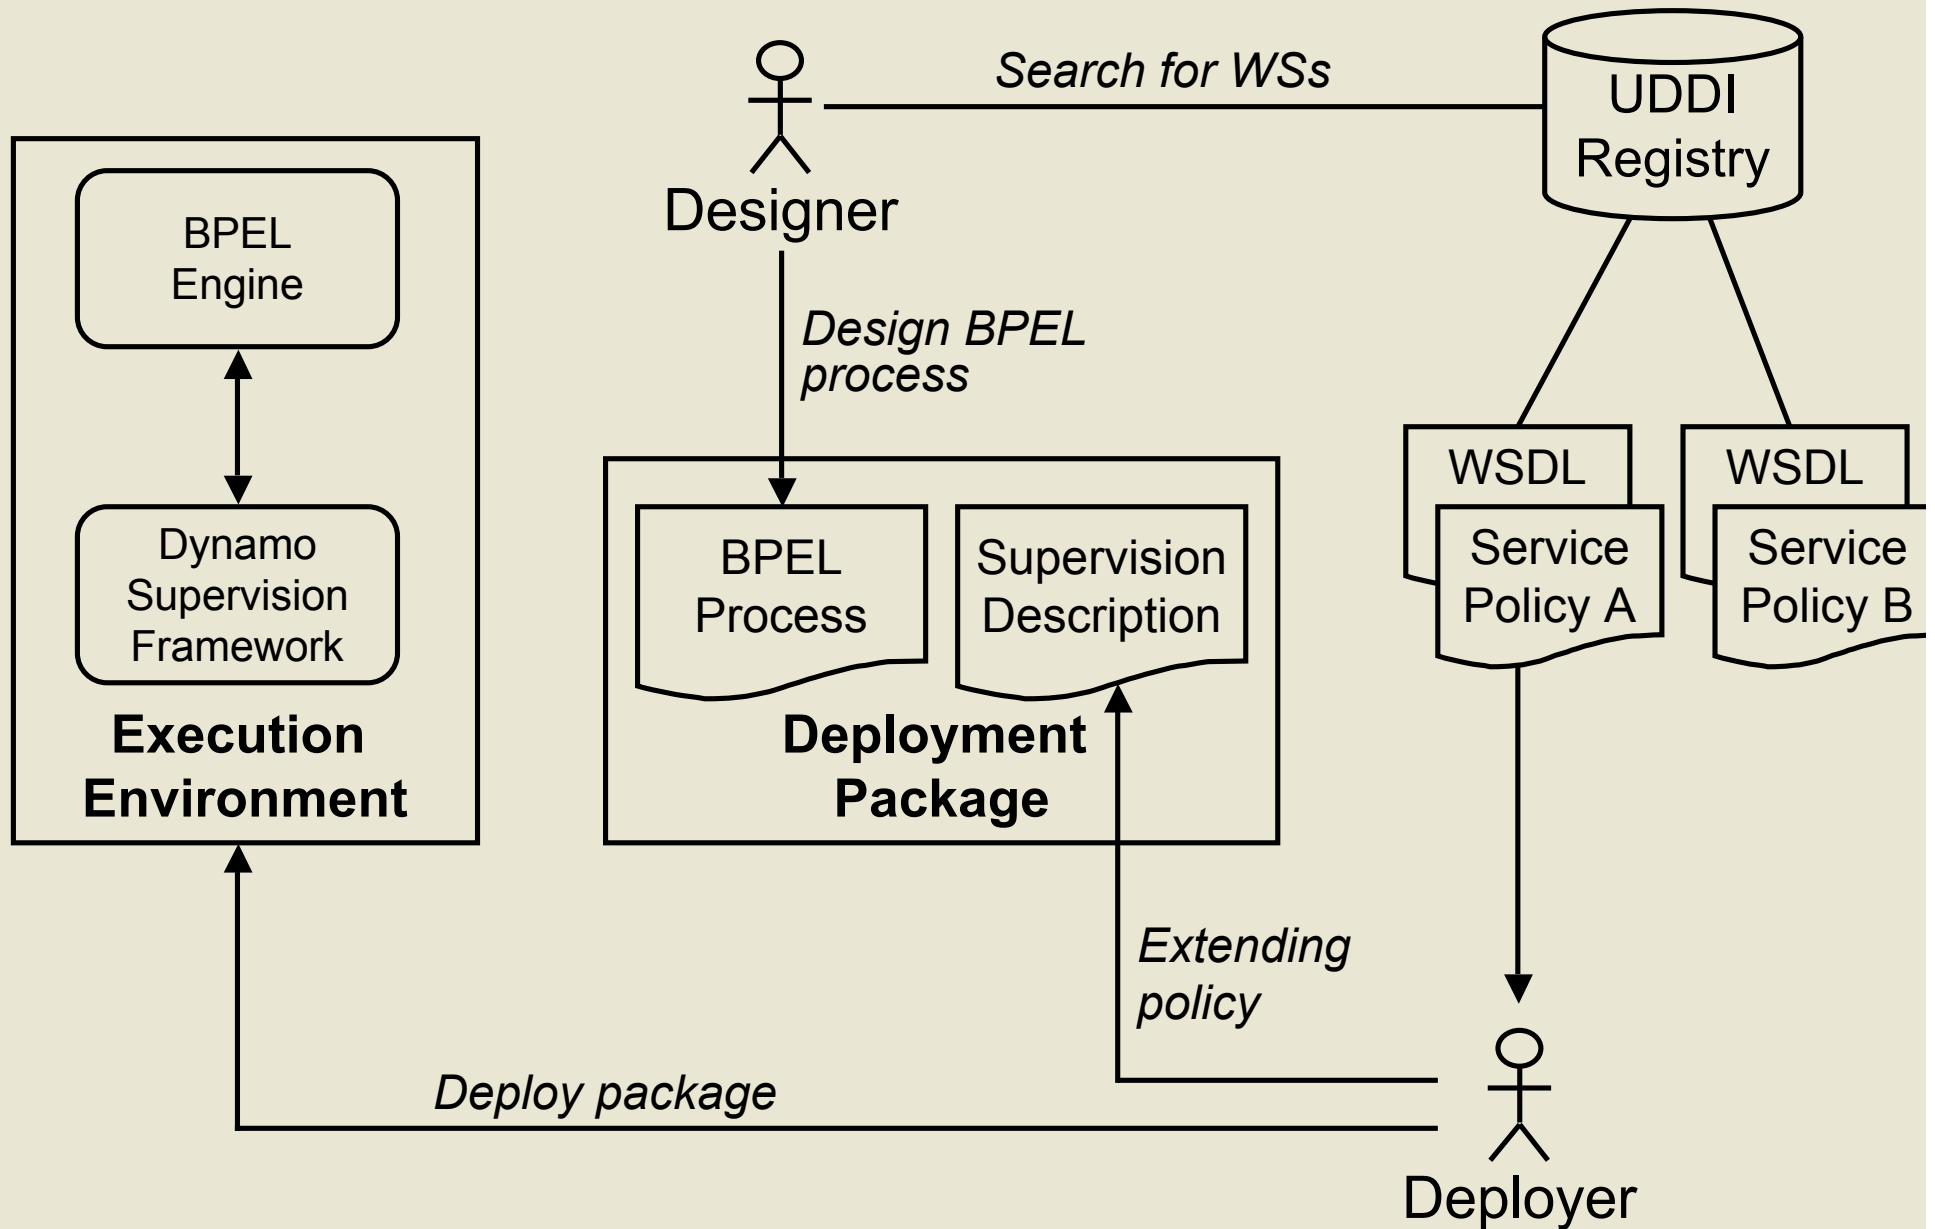 Search for WSs
UDDI
Registry
Designer
BPEL
Engine
Design BPEL
process
WSDL
WSDL
Dynamo
Supervision
Framework
BPEL
Process
Supervision
Description
Service
Policy A
Service
Policy B
Execution
Environment
Deployment
Package
Extending
policy
Deploy package
Deployer